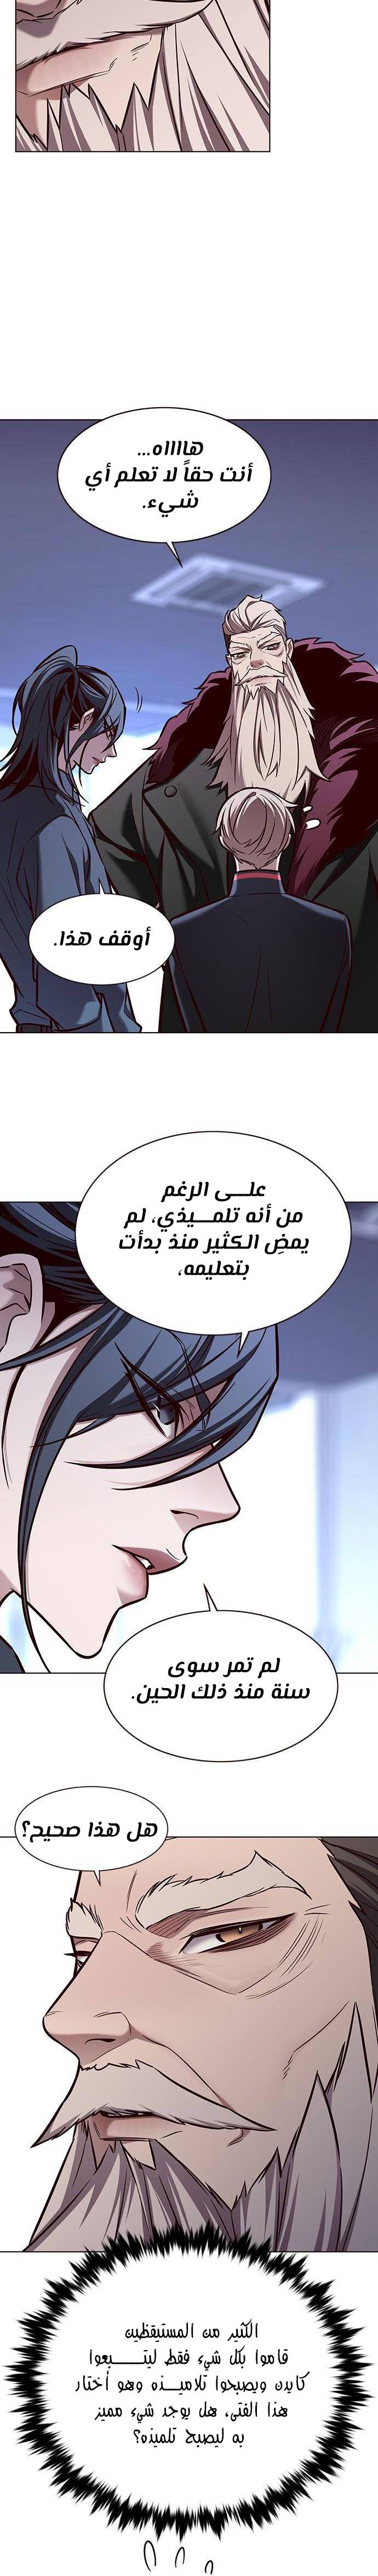 هااااه...
أنت حقاً لا تعلم أي
شيء.
أوقف هذا.
على الرغم
من أنه تلميذي، لم
يمضِ الكثير منذ بدأت
بتعليمه،
لم تمر سوى
سنة منذ ذلك الحين.
هل هذا صحيح؟
الكثير من المستيقظين
قاموا بكل شيء فقط ليتبعوا
كايدن ويصبحوا تلاميذه وهو أختار
هذا الفتى، هل يوجد شيء مميز
به ليصبح تلميذه؟